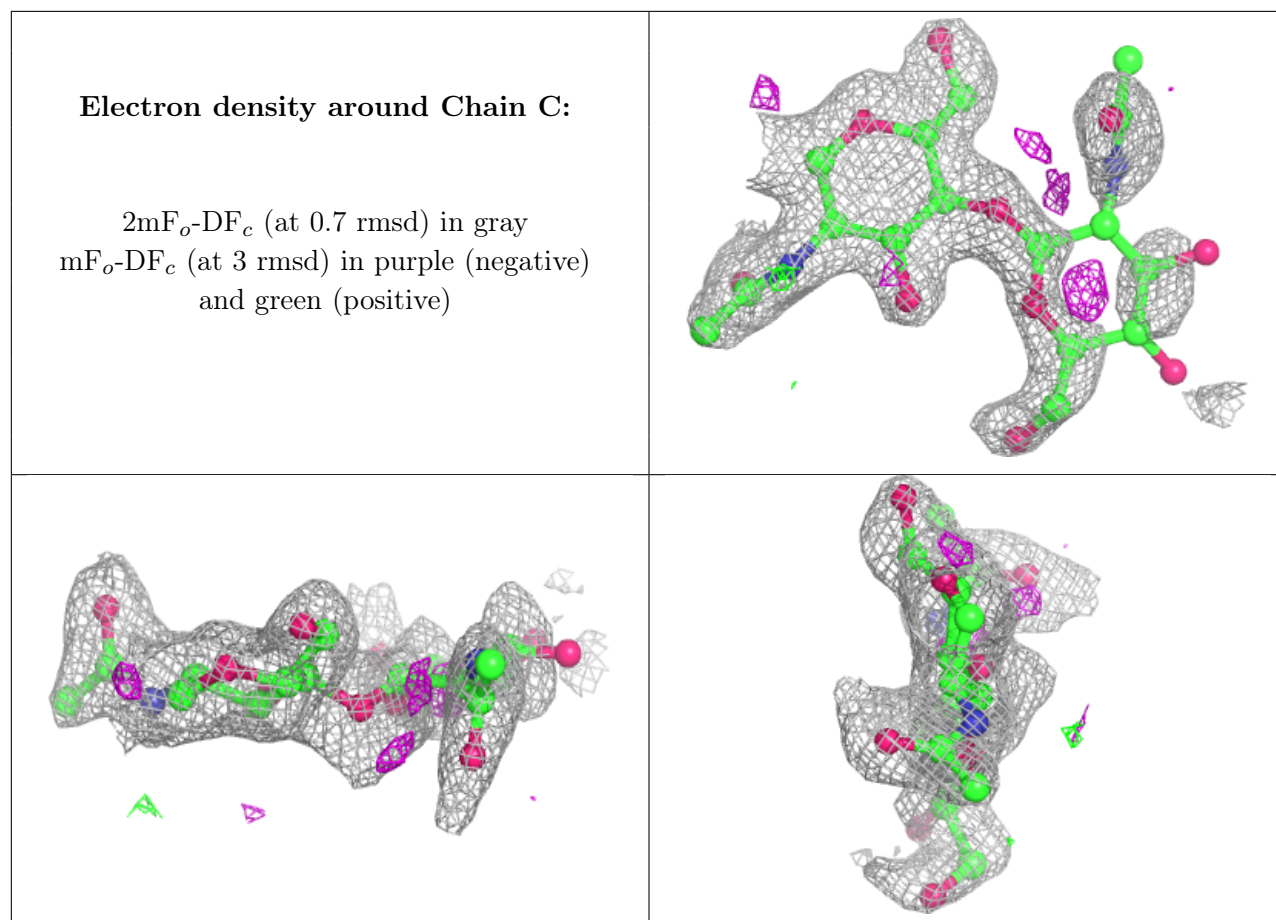 Electron density around Chain C:
2mFo-DFc (at 0.7 rmsd) in gray
mFo-DFc (at 3 rmsd) in purple (negative)
and green (positive)